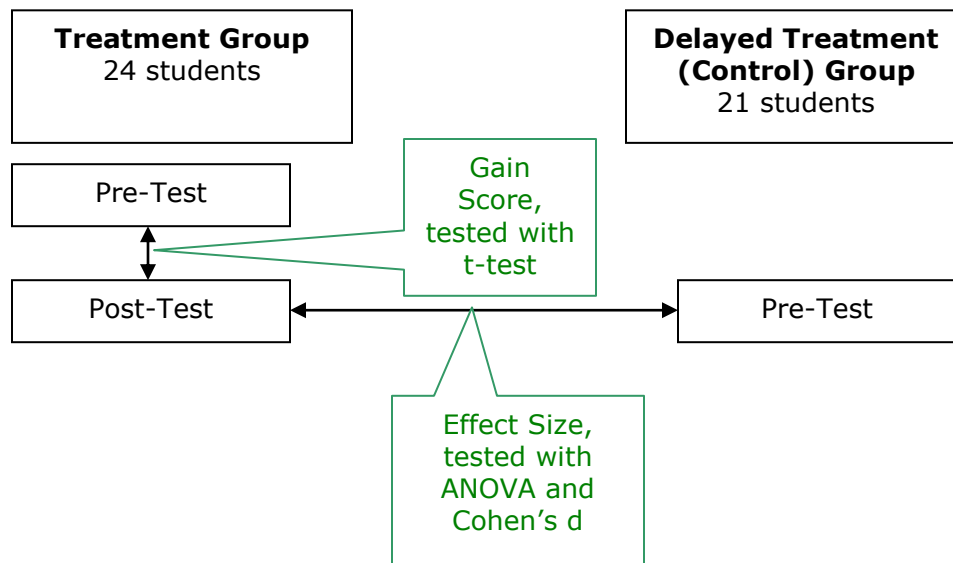 Treatment Group
24 students
Delayed Treatment
(Control) Group
21 students
Pre-Test
Gain
Score,
tested with
t-test
Post-Test
Pre-Test
Effect Size,
tested with
ANOVA and
Cohen’s d